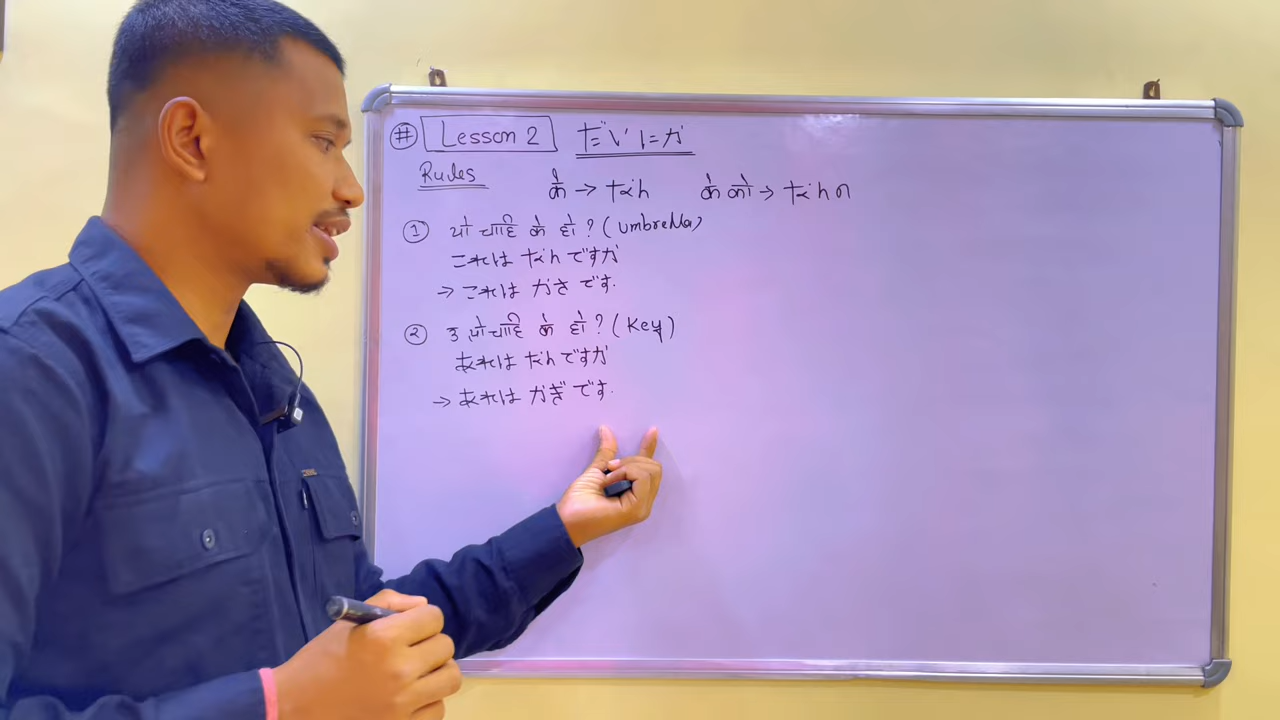 # Lesson 2 だい1=か
Rules
के → なん के को → なんの
① यो चाहि के हो ? (umbrella)
これは なん ですか
→ これは かさ です.
② उ यो चाहि के हो ? (Key)
あれは なん ですか
→ あれは かぎ です.